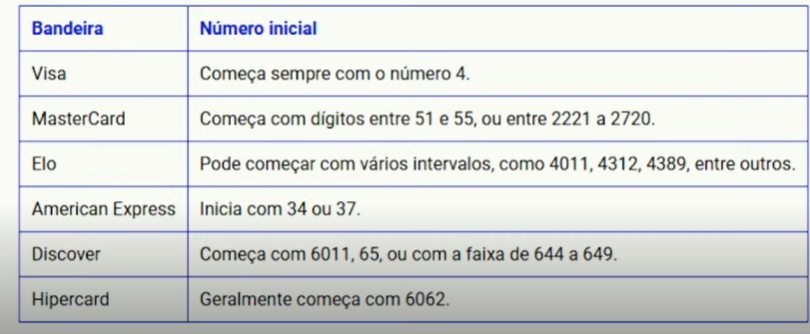 Bandeira Número inicial
Visa Começa sempre com o número 4.
MasterCard Começa com dígitos entre 51 e 55, ou entre 2221 a 2720.
Elo Pode começar com vários intervalos, como 4011, 4312, 4389, entre outros.
American Express Inicia com 34 ou 37.
Discover Começa com 6011, 65, ou com a faixa de 644 a 649.
Hipercard Geralmente começa com 6062.